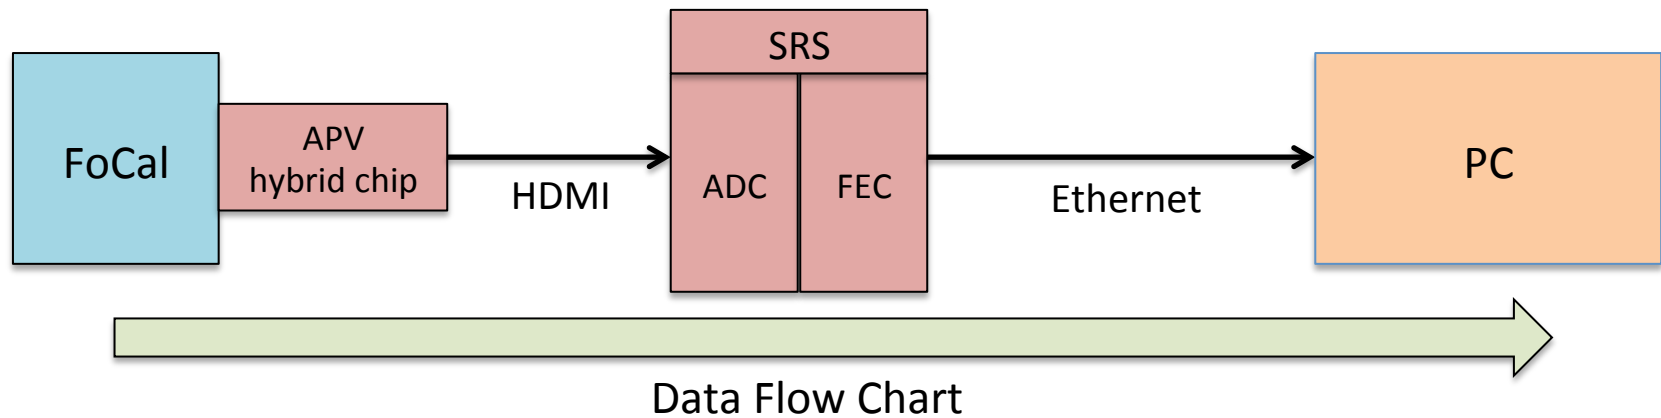 FoCal
APV
hybrid chip
HDMI
SRS
ADC
FEC
Ethernet
PC
Data Flow Chart